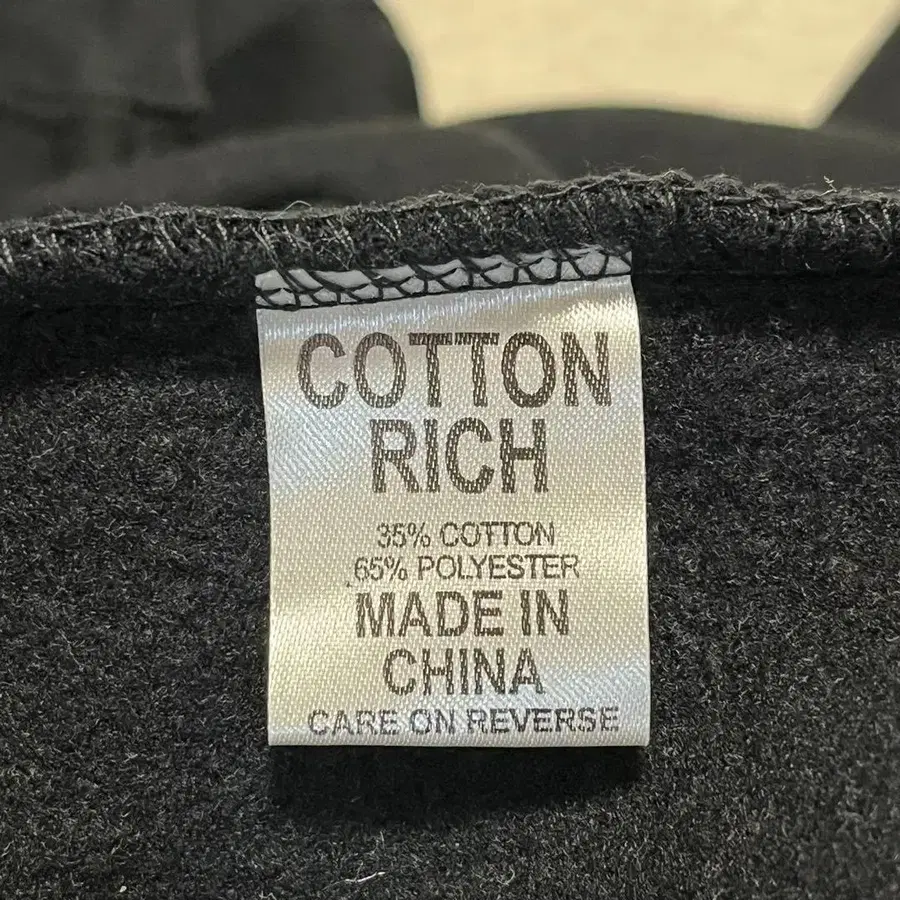 COTTON
RICH
35% COTTON
65% POLYESTER
MADE IN
CHINA
CARE ON REVERSE